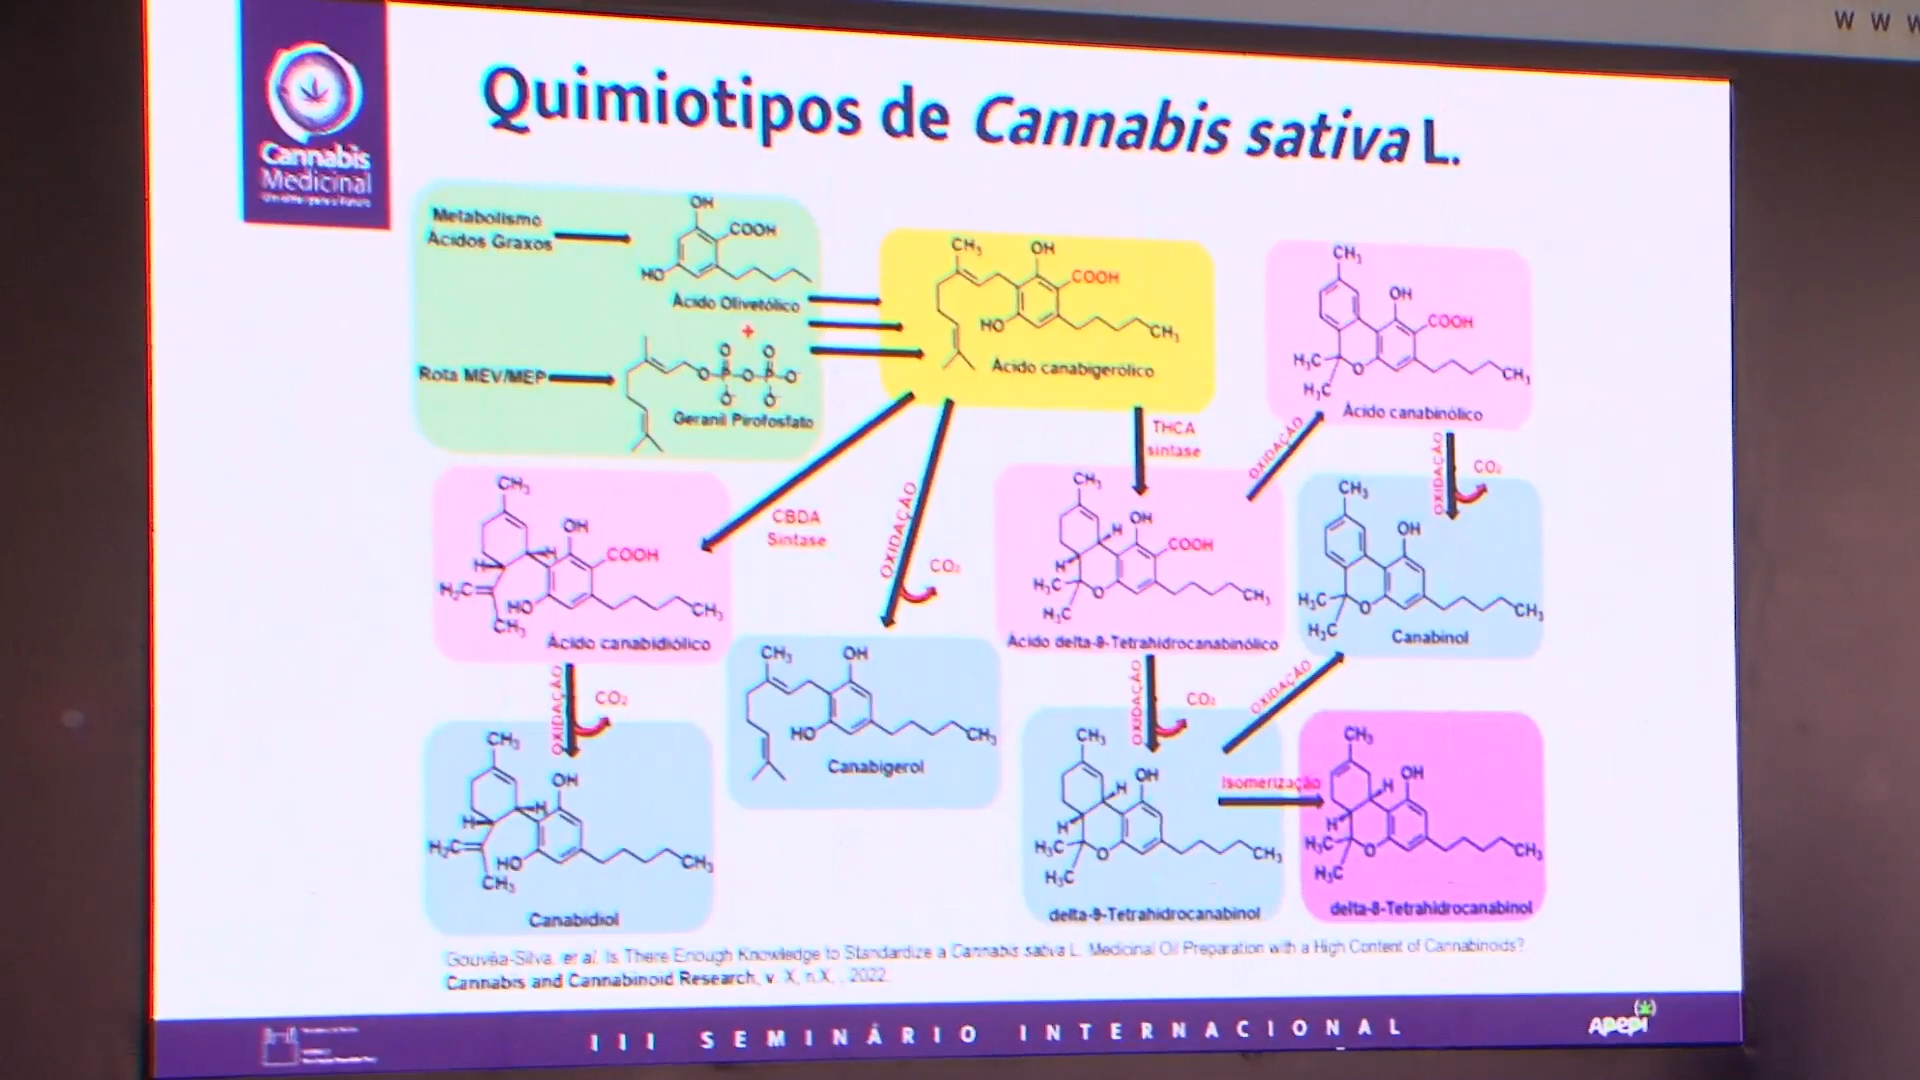 W W W
Cannabis
Medicinal
Quimiotipos de Cannabis sativa L.
Metabolismo
Ácidos Graxos
OH
COOH
HO
Ácido Olivetólico
+
Rota MEV/MEP
O O
O P O P O-
O- O-
Geranil Pirofosfato
CH₃
OH
COOH
HO
CH₃
Ácido canabigerólico
CH₃
OH
COOH
H₃C
O
H₃C
CH₃
Ácido canabinólico
THCA
sintase
OXIDAÇÃO
OXIDAÇÃO
CO₂
CBDA
Sintase
OXIDAÇÃO
CO₂
CH₃
OH
H
COOH
H
H₂C
HO
CH₃
CH₃
Ácido canabidiólico
CH₃
OH
H
COOH
H
H₃C
O
H₃C
CH₃
Ácido delta-9-Tetrahidrocanabinólico
CH₃
OH
H₃C
O
H₃C
CH₃
Canabinol
OXIDAÇÃO
CO₂
CH₃
OH
HO
CH₃
Canabigerol
OXIDAÇÃO
CO₂
OXIDAÇÃO
CH₃
OH
H
H
H₂C
HO
CH₃
CH₃
Canabidiol
CH₃
OH
H
H
H₃C
O
H₃C
CH₃
delta-9-Tetrahidrocanabinol
Isomerização
CH₃
OH
H
H
H₃C
O
H₃C
CH₃
delta-8-Tetrahidrocanabinol
Gouvêa-Silva, et al. Is There Enough Knowledge to Standardize a Cannabis sativa L. Medicinal Oil Preparation with a High Content of Cannabinoids?
Cannabis and Cannabinoid Research, v. X, n.X, . 2022.
III SEMINÁRIO INTERNACIONAL
Apepi